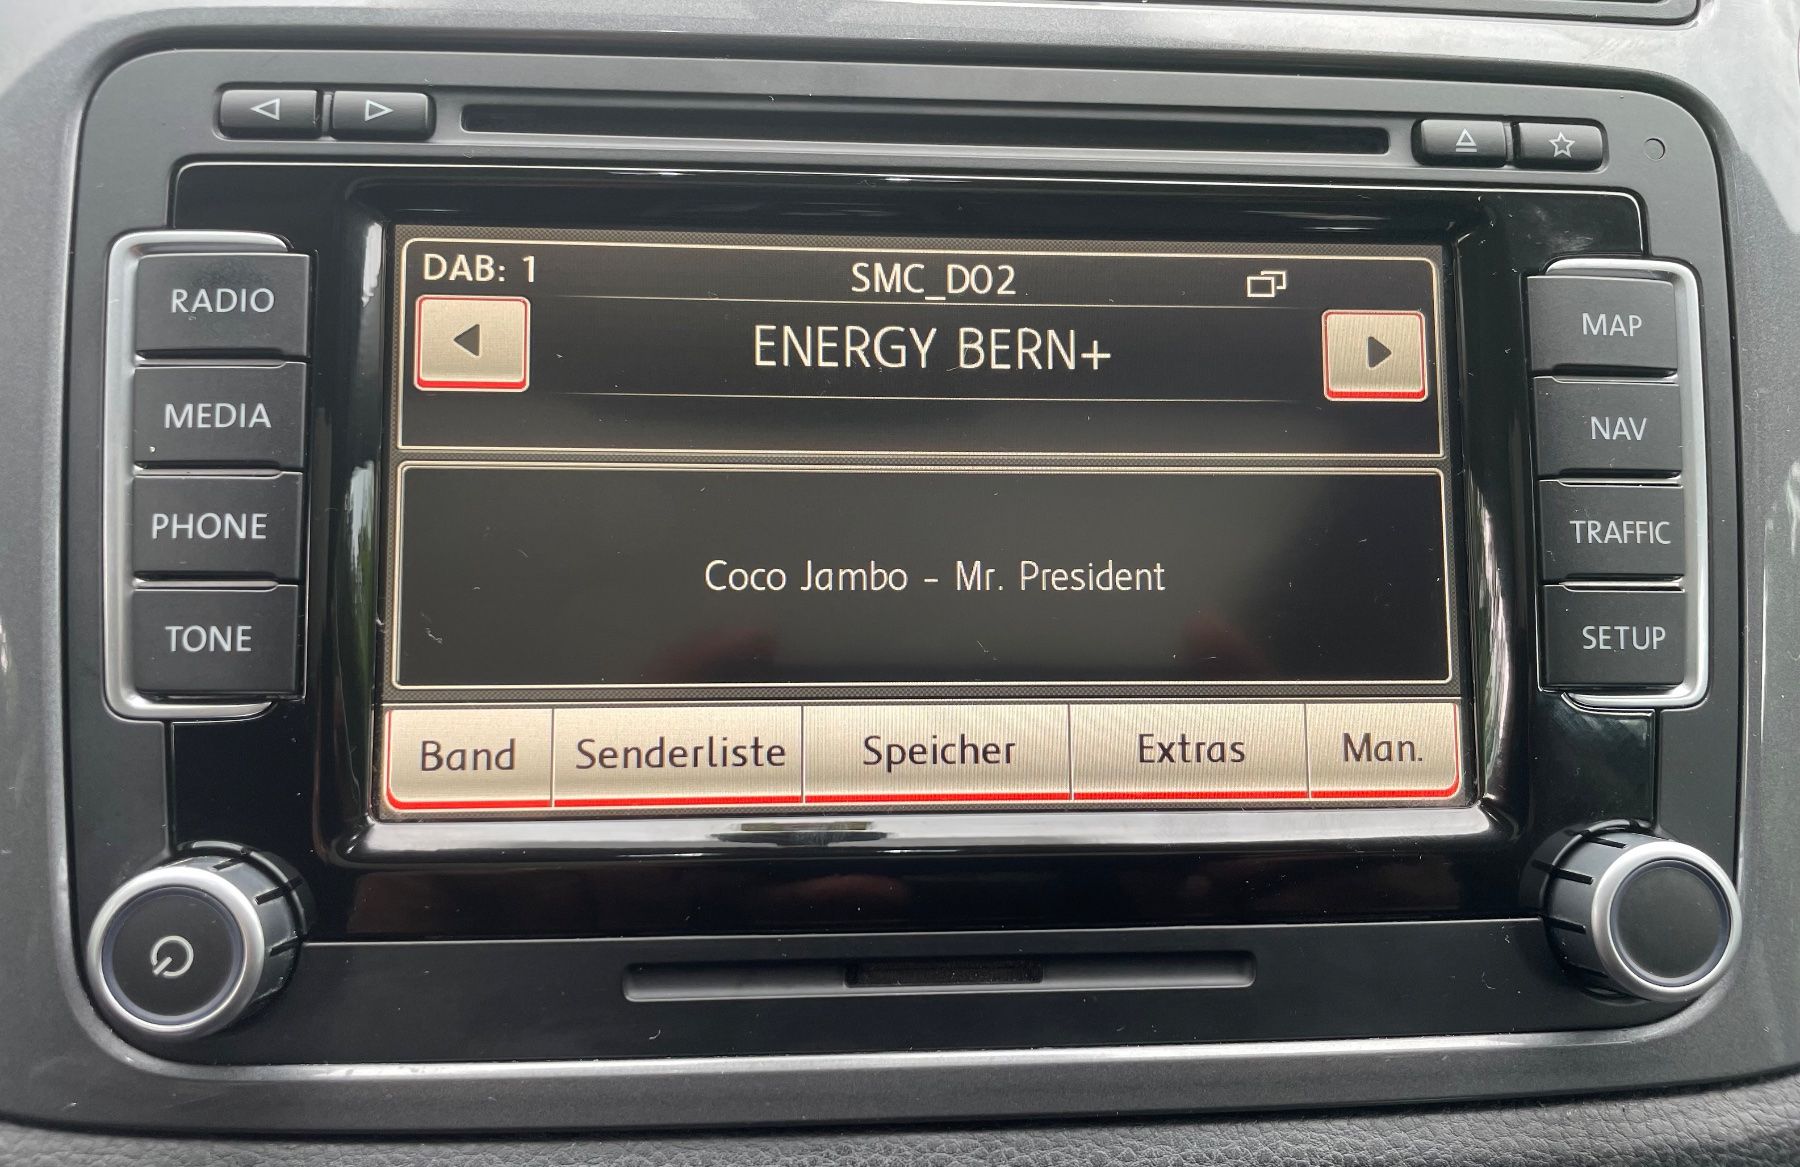 DAB: 1
SMC_D02
ENERGY BERN+
Coco Jambo - Mr. President
Band
Senderliste
Speicher
Extras
Man.
RADIO
MEDIA
PHONE
TONE
MAP
NAV
TRAFFIC
SETUP